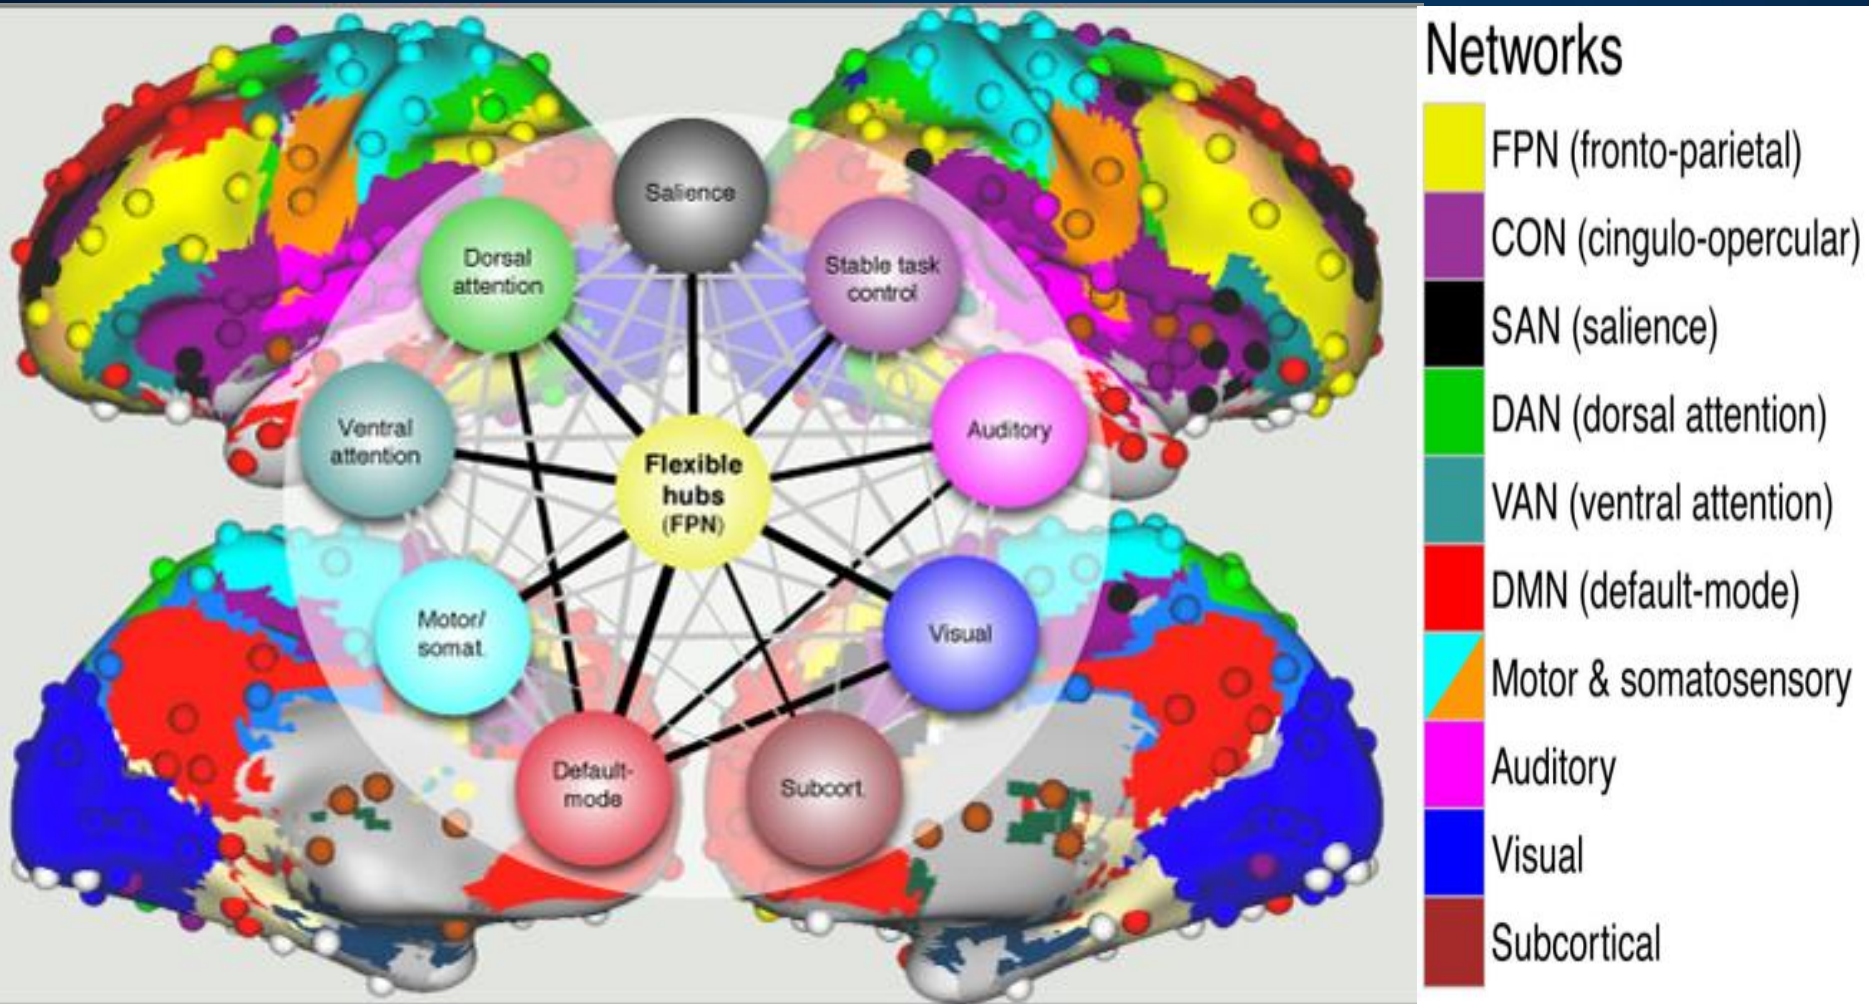 Salience
Dorsal
attention
Stable task
control
Ventral
attention
Auditory
Flexible
hubs
(FPN)
Motor/
somat.
Visual
Default-
mode
Subcort.
Networks
FPN (fronto-parietal)
CON (cingulo-opercular)
SAN (salience)
DAN (dorsal attention)
VAN (ventral attention)
DMN (default-mode)
Motor & somatosensory
Auditory
Visual
Subcortical